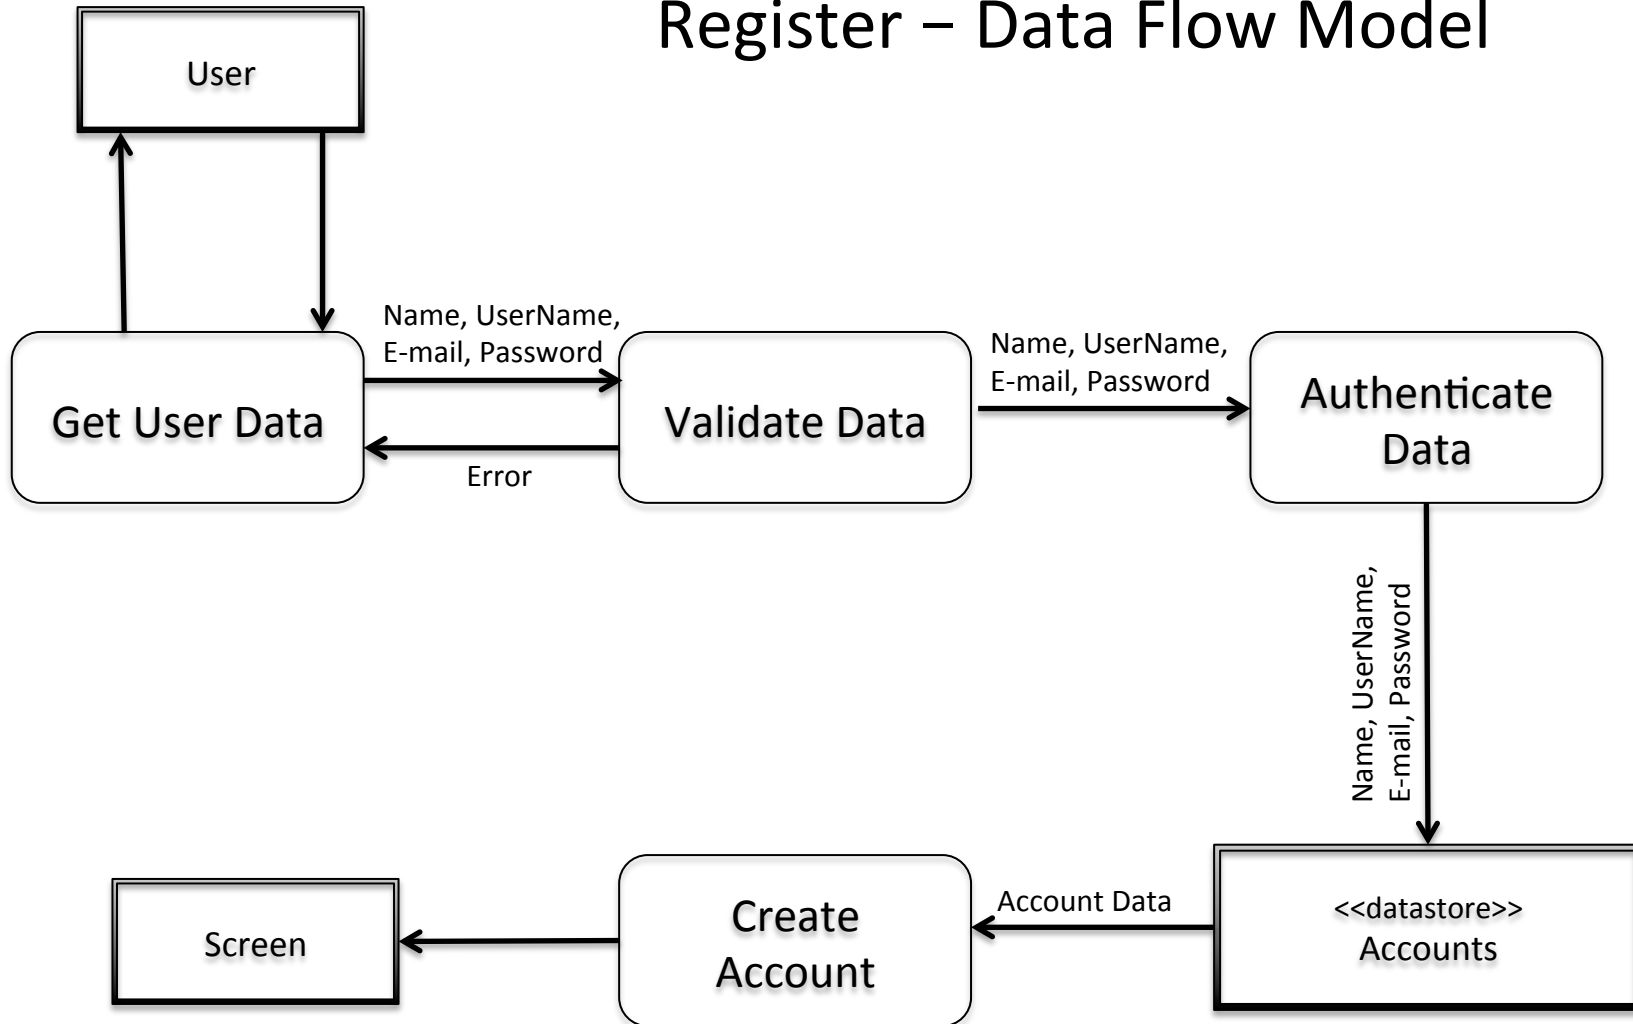 Register – Data Flow Model
User
Name, UserName,
E-mail, Password
Get User Data
Error
Validate Data
Name, UserName,
E-mail, Password
Authenticate
Data
Name, UserName,
E-mail, Password
<<datastore>>
Accounts
Account Data
Create
Account
Screen